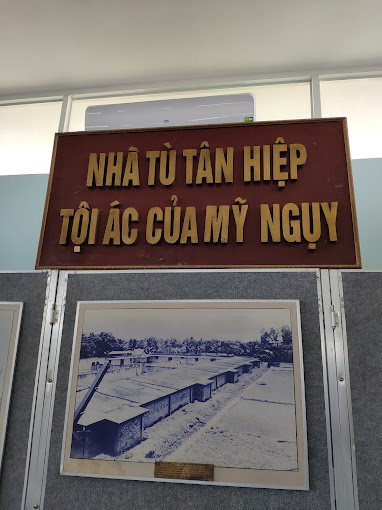 NHÀ TÙ TÂN HIỆP
TỘI ÁC CỦA MỸ NGỤY